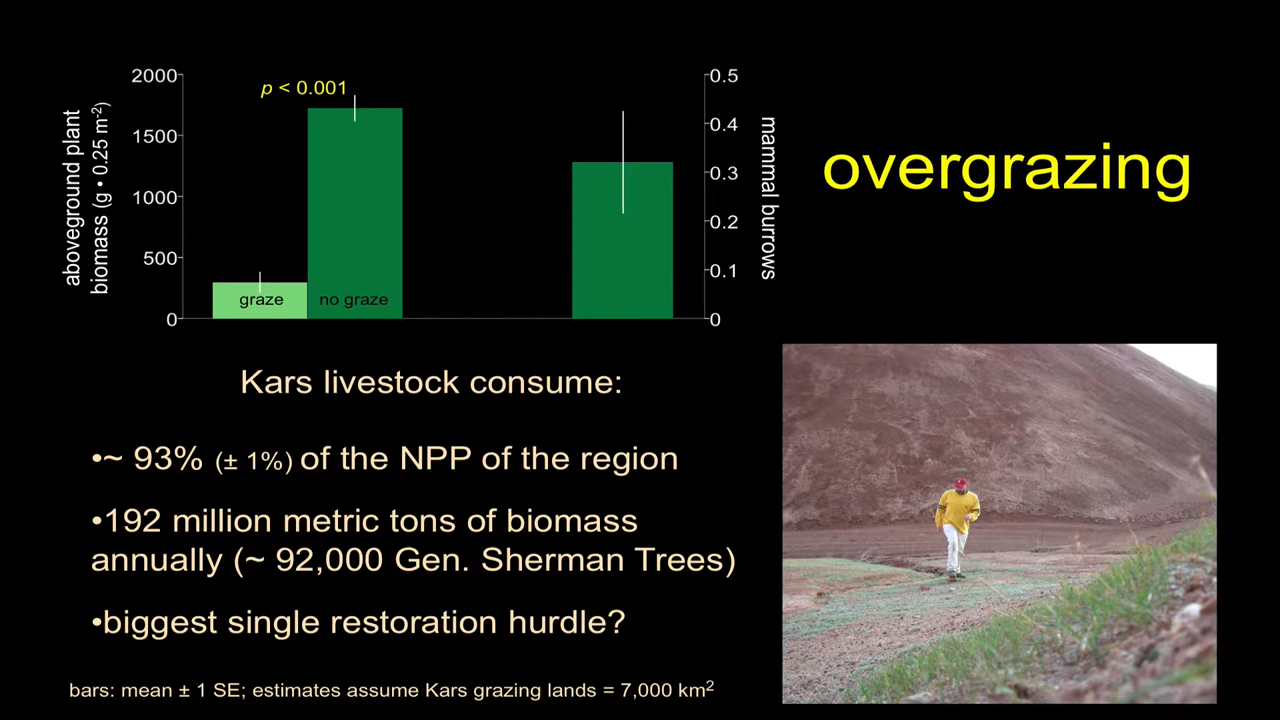 overgrazing
2000
1500
1000
500
0
aboveground plant
biomass (g • 0.25 m-2)
p < 0.001
graze
no graze
0.5
0.4
0.3
0.2
0.1
0
mammal burrows
Kars livestock consume:
•~ 93% (± 1%) of the NPP of the region
•192 million metric tons of biomass
annually (~ 92,000 Gen. Sherman Trees)
•biggest single restoration hurdle?
bars: mean ± 1 SE; estimates assume Kars grazing lands = 7,000 km2